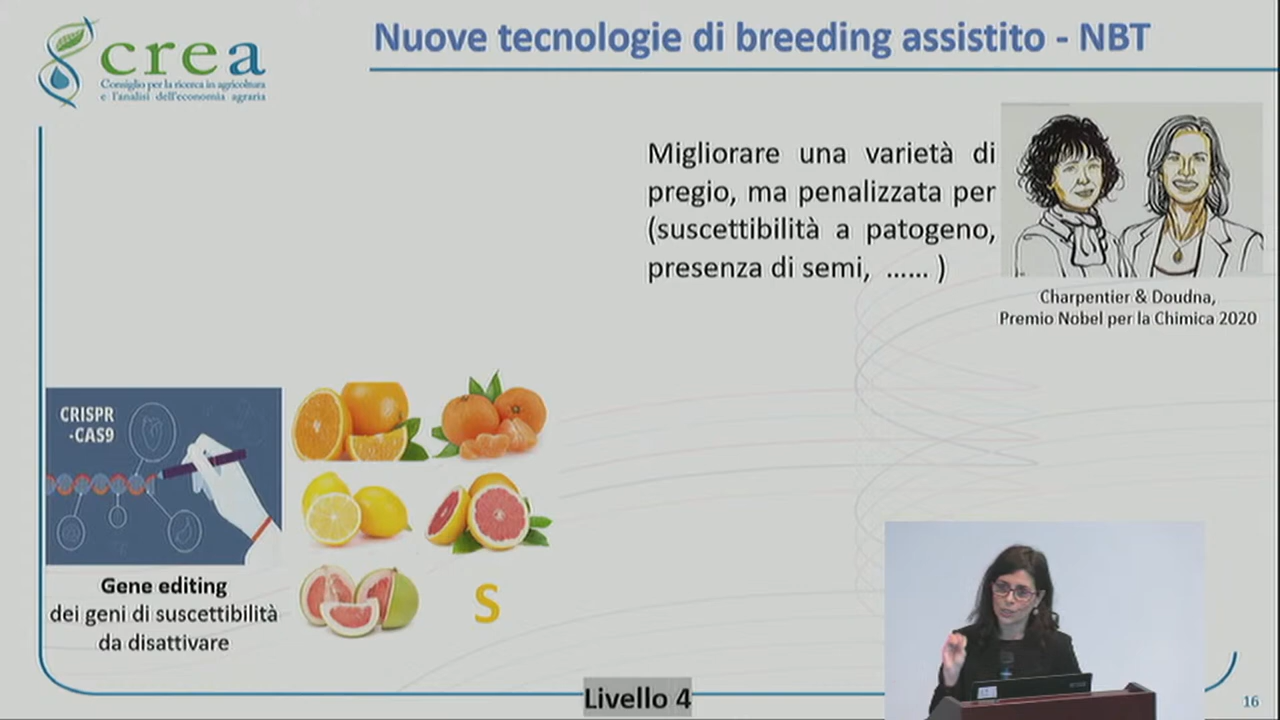 crea
Consiglio per la ricerca in agricoltura
e l'analisi dell'economia agraria
Nuove tecnologie di breeding assistito - NBT
Migliorare una varietà di
pregio, ma penalizzata per
(suscettibilità a patogeno,
presenza di semi, ...... )
Charpentier & Doudna,
Premio Nobel per la Chimica 2020
CRISPR
-CAS9
Gene editing
dei geni di suscettibilità
da disattivare
S
Livello 4
16